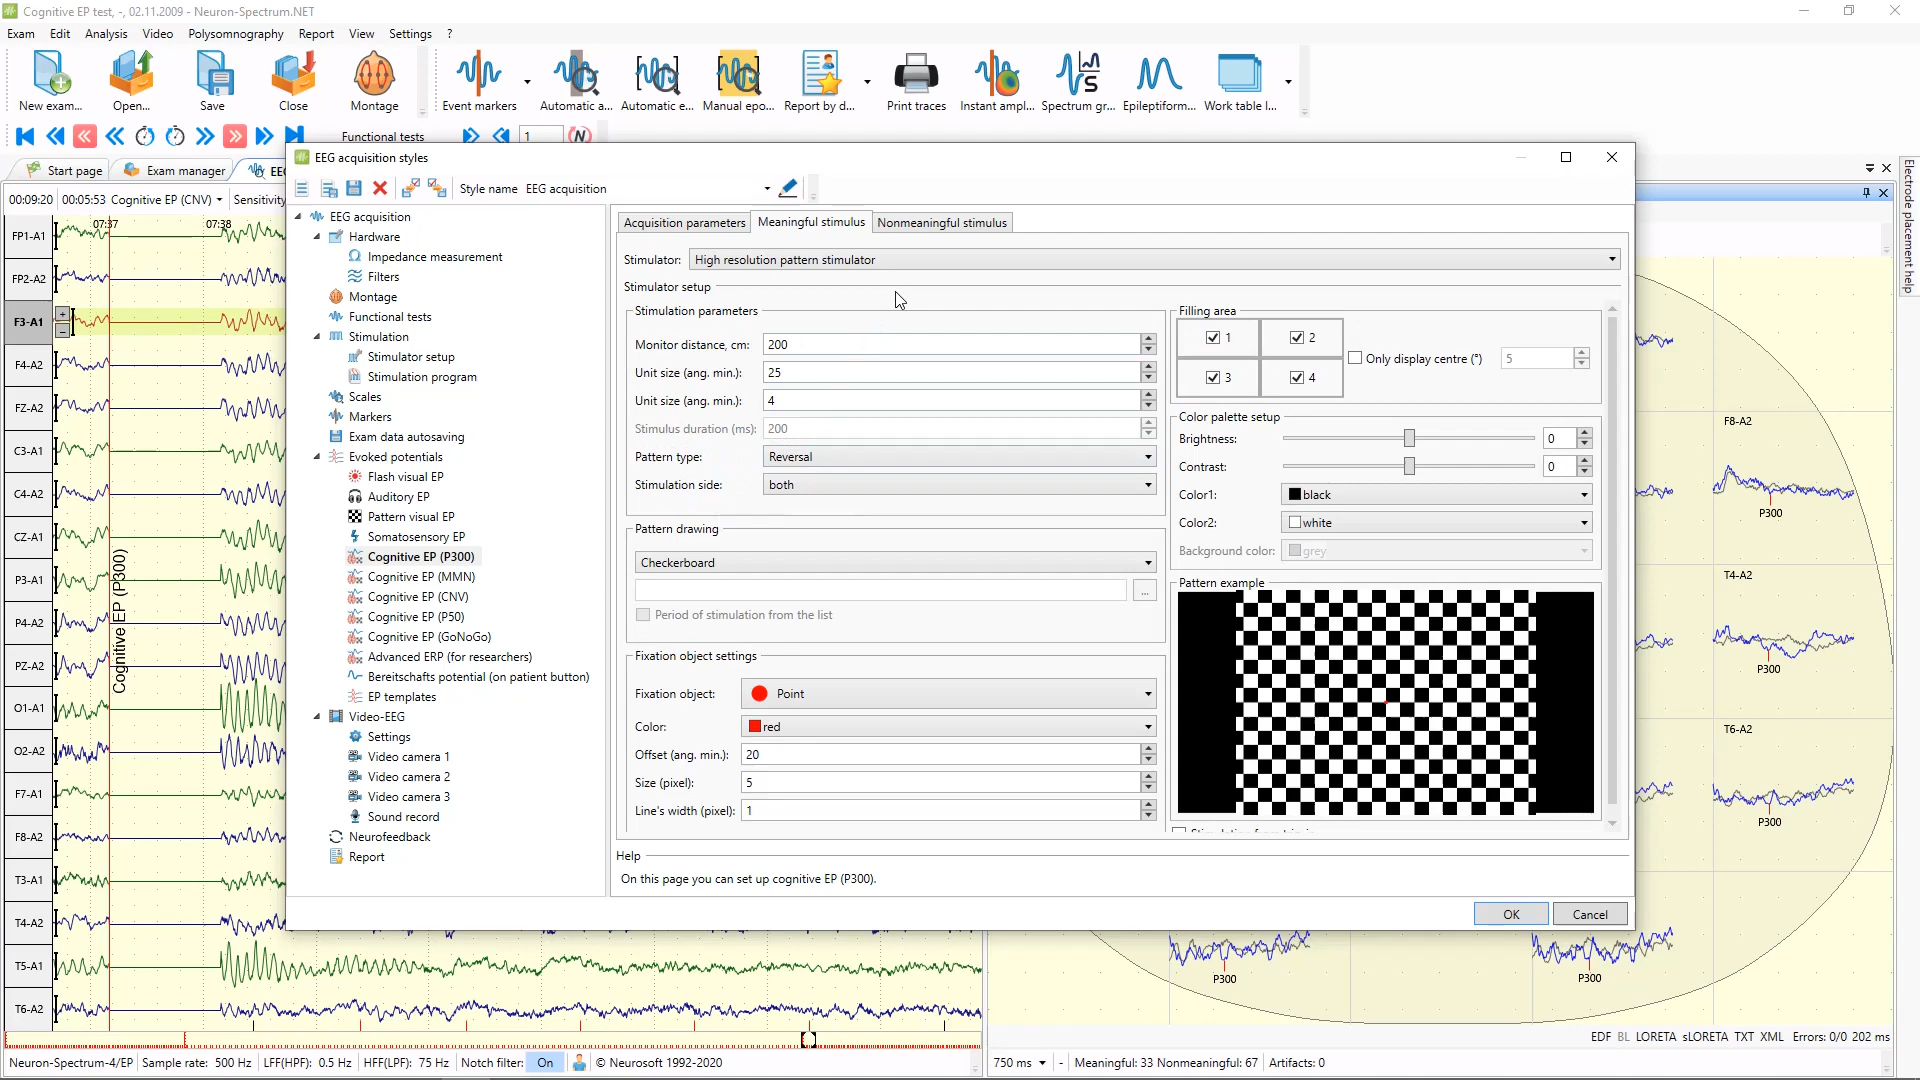 Cognitive EP test, -, 02.11.2009 - Neuron-Spectrum.NET
Exam Edit Analysis Video Polysomnography Report View Settings ?
New exam... Open... Save Close Montage Event markers Automatic a... Automatic e... Manual epo... Report by d... Print traces Instant ampl... Spectrum gr... Epileptiform... Work table l...
Functional tests 1 N
Start page Exam manager EE
00:09:20 00:05:53 Cognitive EP (CNV) Sensitivity
07:37 07:38
FP1-A1
FP2-A2
F3-A1
F4-A2
FZ-A2
C3-A1
C4-A2
CZ-A1
P3-A1
P4-A2
PZ-A2
O1-A1
O2-A2
F7-A1
F8-A2
T3-A1
T4-A2
T5-A1
T6-A2
Cognitive EP (P300)
EEG acquisition styles
Style name EEG acquisition
EEG acquisition
Hardware
Impedance measurement
Filters
Montage
Functional tests
Stimulation
Stimulator setup
Stimulation program
Scales
Markers
Exam data autosaving
Evoked potentials
Flash visual EP
Auditory EP
Pattern visual EP
Somatosensory EP
Cognitive EP (P300)
Cognitive EP (MMN)
Cognitive EP (CNV)
Cognitive EP (P50)
Cognitive EP (GoNoGo)
Advanced ERP (for researchers)
Bereitschafts potential (on patient button)
EP templates
Video-EEG
Settings
Video camera 1
Video camera 2
Video camera 3
Sound record
Neurofeedback
Report
Acquisition parameters Meaningful stimulus Nonmeaningful stimulus
Stimulator: High resolution pattern stimulator
Stimulator setup
Stimulation parameters
Monitor distance, cm: 200
Unit size (ang. min.): 25
Unit size (ang. min.): 4
Stimulus duration (ms): 200
Pattern type: Reversal
Stimulation side: both
Pattern drawing
Checkerboard
...
Period of stimulation from the list
Fixation object settings
Fixation object: Point
Color: red
Offset (ang. min.): 20
Size (pixel): 5
Line's width (pixel): 1
Filling area
1 2
3 4
Only display centre (°) 5
Color palette setup
Brightness: 0
Contrast: 0
Color1: black
Color2: white
Background color: grey
Pattern example
Help
On this page you can set up cognitive EP (P300).
OK Cancel
Electrode placement help
F8-A2
P300
T4-A2
P300
T6-A2
P300
P300
P300
EDF BL LORETA sLORETA TXT XML Errors: 0/0 202 ms
Neuron-Spectrum-4/EP Sample rate: 500 Hz LFF(HPF): 0.5 Hz HFF(LPF): 75 Hz Notch filter: On © Neurosoft 1992-2020
750 ms - Meaningful: 33 Nonmeaningful: 67 Artifacts: 0